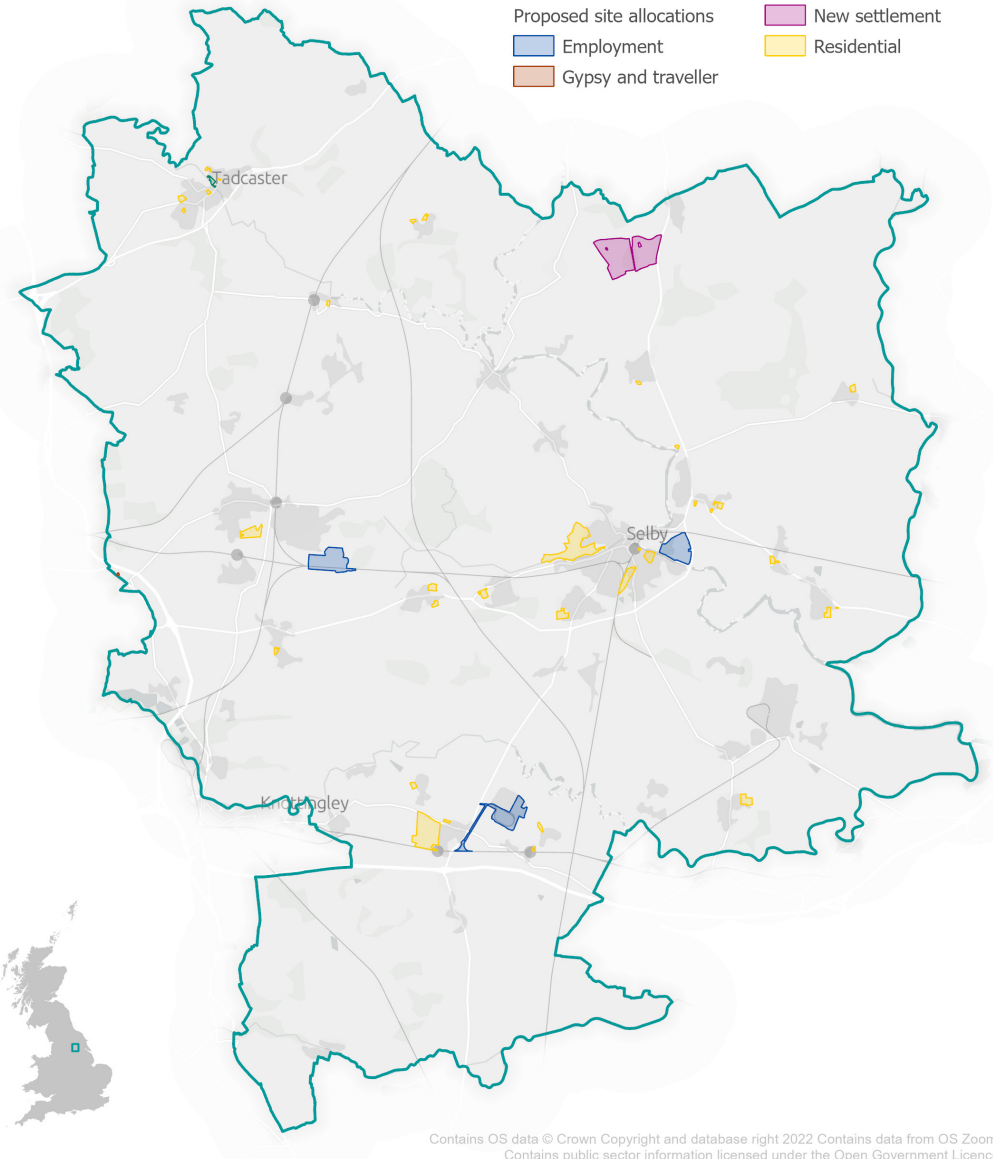 Proposed site allocations
Employment
Gypsy and traveller
New settlement
Residential
Tadcaster
Selby
Knottingley
Contains OS data © Crown Copyright and database right 2022 Contains data from OS Zoom
Contains public sector information licensed under the Open Government Licence